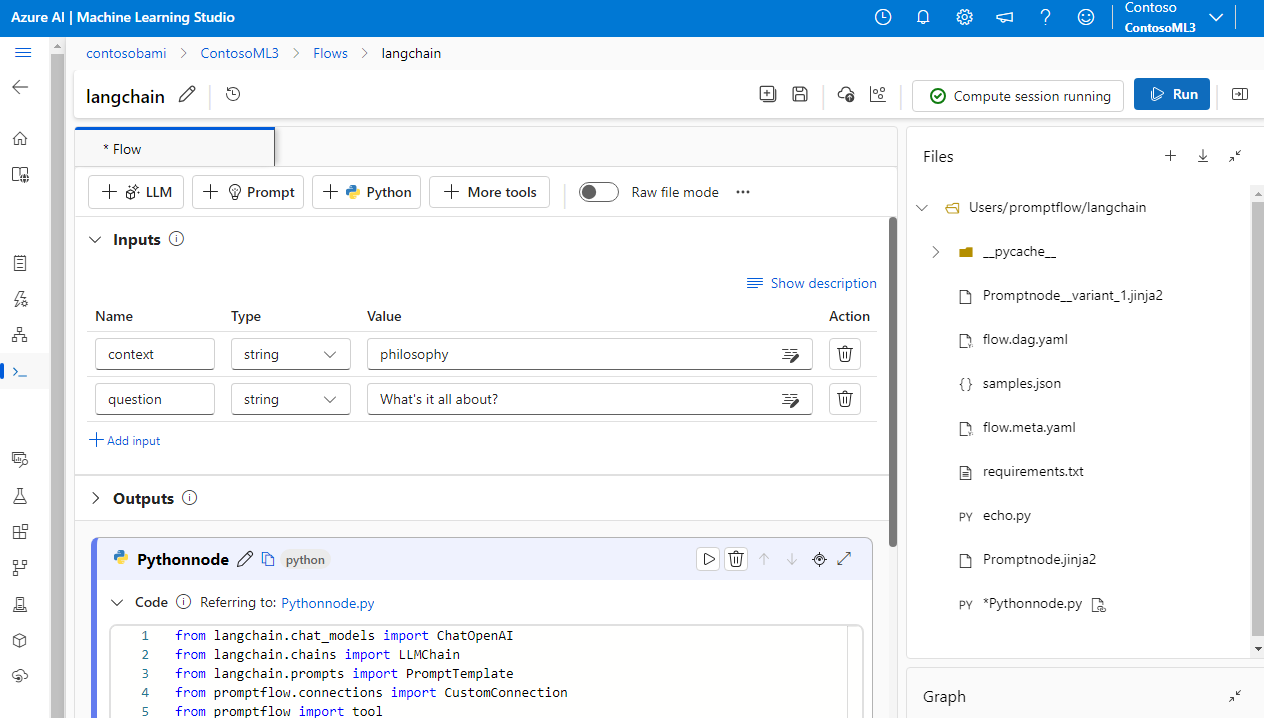 Azure AI | Machine Learning Studio
Contoso
ContosoML3
contosobami > ContosoML3 > Flows > langchain
langchain
Compute session running
Run
* Flow
LLM
Prompt
Python
More tools
Raw file mode
Inputs
Show description
Name Type Value Action
context string philosophy
question string What's it all about?
Add input
Outputs
Pythonnode python
Code Referring to: Pythonnode.py
1 from langchain.chat_models import ChatOpenAI
2 from langchain.chains import LLMChain
3 from langchain.prompts import PromptTemplate
4 from promptflow.connections import CustomConnection
5 from promptflow import tool
Files
Users/promptflow/langchain
__pycache__
Promptnode__variant_1.jinja2
flow.dag.yaml
{} samples.json
flow.meta.yaml
requirements.txt
PY echo.py
Promptnode.jinja2
PY *Pythonnode.py
Graph